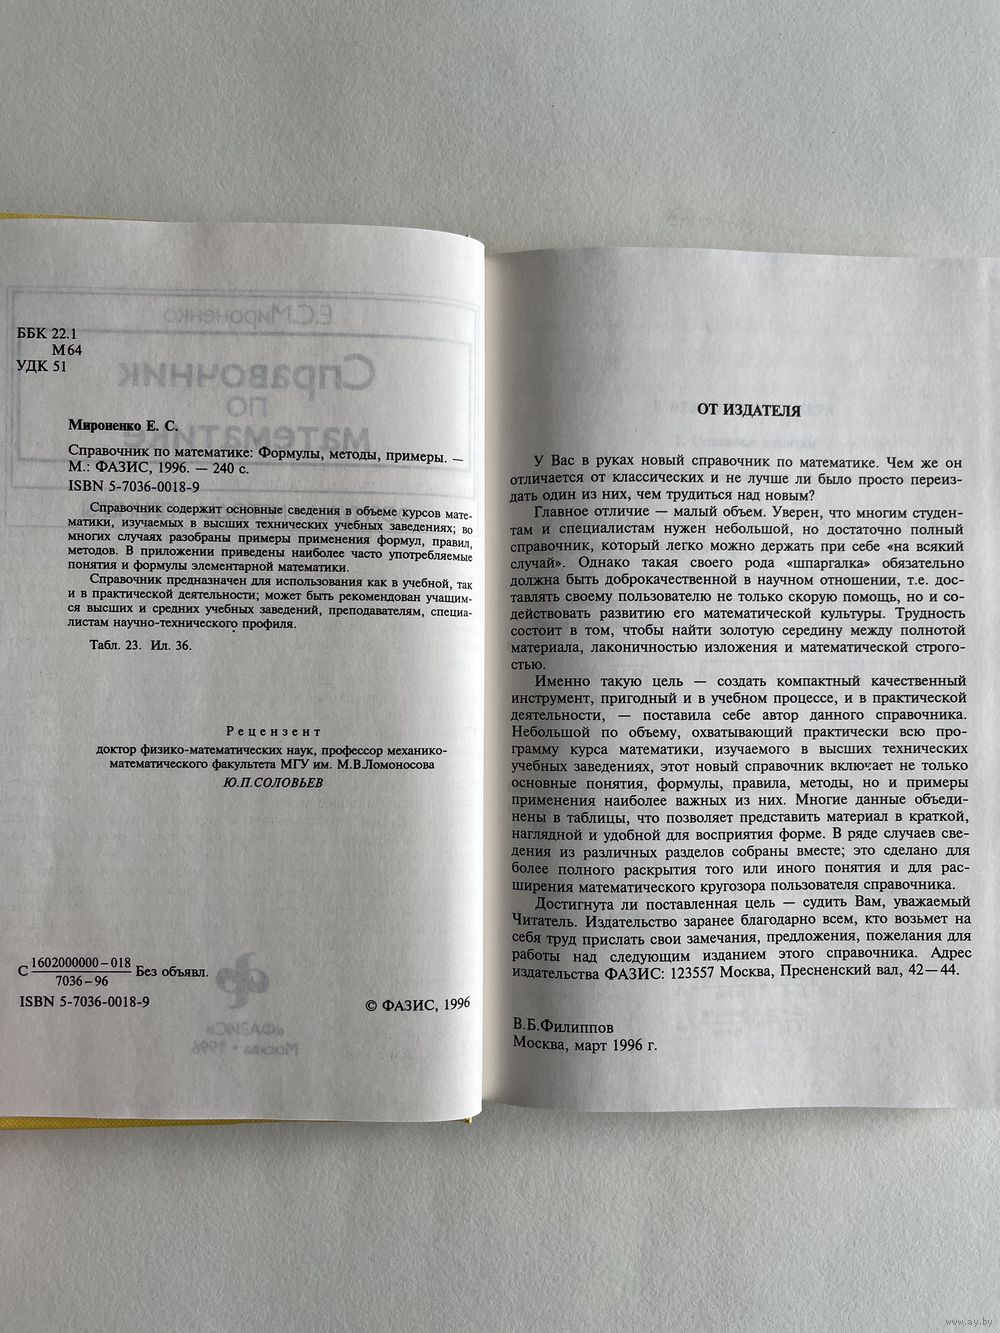 ББК 22.1
М64
УДК 51
Мироненко Е. С.
Справочник по математике: Формулы, методы, примеры. —
М.: ФАЗИС, 1996. — 240 с.
ISBN 5-7036-0018-9
Справочник содержит основные сведения в объеме курсов мате-
матики, изучаемых в высших технических учебных заведениях; во
многих случаях разобраны примеры применения формул, правил,
методов. В приложении приведены наиболее часто употребляемые
понятия и формулы элементарной математики.
Справочник предназначен для использования как в учебной, так
и в практической деятельности; может быть рекомендован учащим-
ся высших и средних учебных заведений, преподавателям, специа-
листам научно-технического профиля.
Табл. 23. Ил. 36.
Рецензент
доктор физико-математических наук, профессор механико-
математического факультета МГУ им. М.В.Ломоносова
Ю.П.СОЛОВЬЕВ
С 1602000000–018 / 7036–96 Без объявл.
ISBN 5-7036-0018-9
© ФАЗИС, 1996
Е.С.Мироненко
Справочник
по
математике
«ФАЗИС»
Москва • 1996
ОТ ИЗДАТЕЛЯ
У Вас в руках новый справочник по математике. Чем же он
отличается от классических и не лучше ли было просто переиз-
дать один из них, чем трудиться над новым?
Главное отличие — малый объем. Уверен, что многим студен-
там и специалистам нужен небольшой, но достаточно полный
справочник, который легко можно держать при себе «на всякий
случай». Однако такая своего рода «шпаргалка» обязательно
должна быть доброкачественной в научном отношении, т.е. дос-
тавлять своему пользователю не только скорую помощь, но и со-
действовать развитию его математической культуры. Трудность
состоит в том, чтобы найти золотую середину между полнотой
материала, лаконичностью изложения и математической строго-
стью.
Именно такую цель — создать компактный качественный
инструмент, пригодный и в учебном процессе, и в практической
деятельности, — поставила себе автор данного справочника.
Небольшой по объему, охватывающий практически всю про-
грамму курса математики, изучаемого в высших технических
учебных заведениях, этот новый справочник включает не только
основные понятия, формулы, правила, методы, но и примеры
применения наиболее важных из них. Многие данные объеди-
нены в таблицы, что позволяет представить материал в краткой,
наглядной и удобной для восприятия форме. В ряде случаев све-
дения из различных разделов собраны вместе; это сделано для
более полного раскрытия того или иного понятия и для рас-
ширения математического кругозора пользователя справочника.
Достигнута ли поставленная цель — судить Вам, уважаемый
Читатель. Издательство заранее благодарно всем, кто возьмет на
себя труд прислать свои замечания, предложения, пожелания для
работы над следующим изданием этого справочника. Адрес
издательства ФАЗИС: 123557 Москва, Пресненский вал, 42—44.
В.Б.Филиппов
Москва, март 1996 г.
www.ay.by